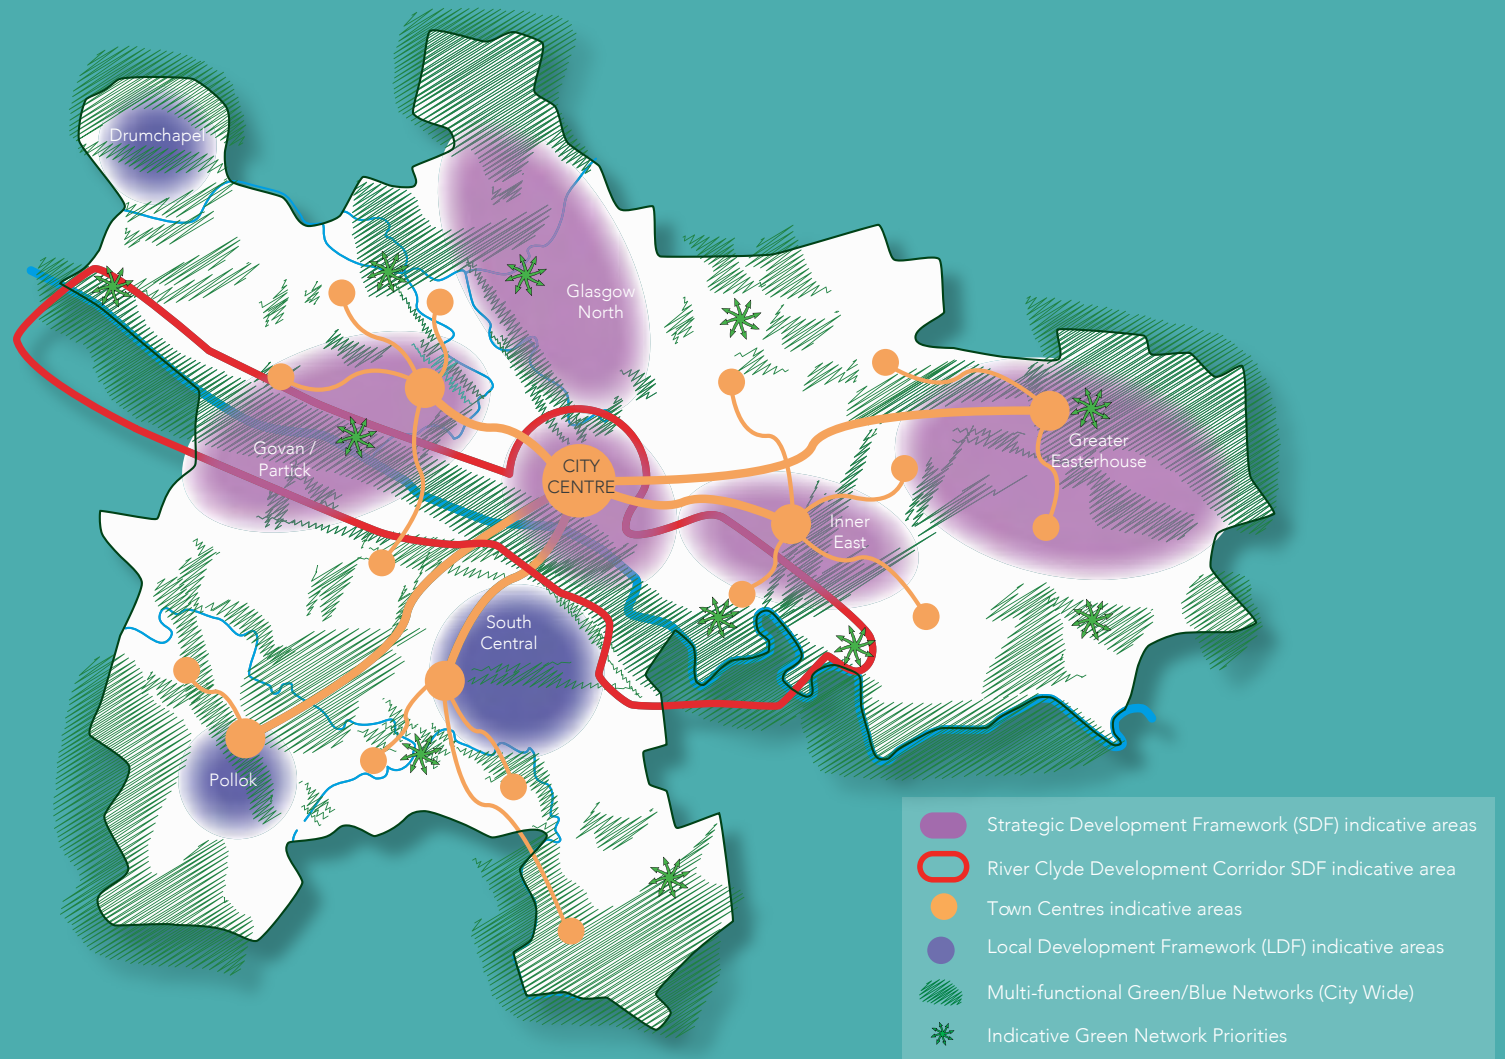 Drumchapel
Glasgow
North
Govan /
Partick
CITY
CENTRE
Greater
Easterhouse
Inner
East
South
Central
Pollok
Strategic Development Framework (SDF) indicative areas
River Clyde Development Corridor SDF indicative area
Town Centres indicative areas
Local Development Framework (LDF) indicative areas
Multi-functional Green/Blue Networks (City Wide)
Indicative Green Network Priorities